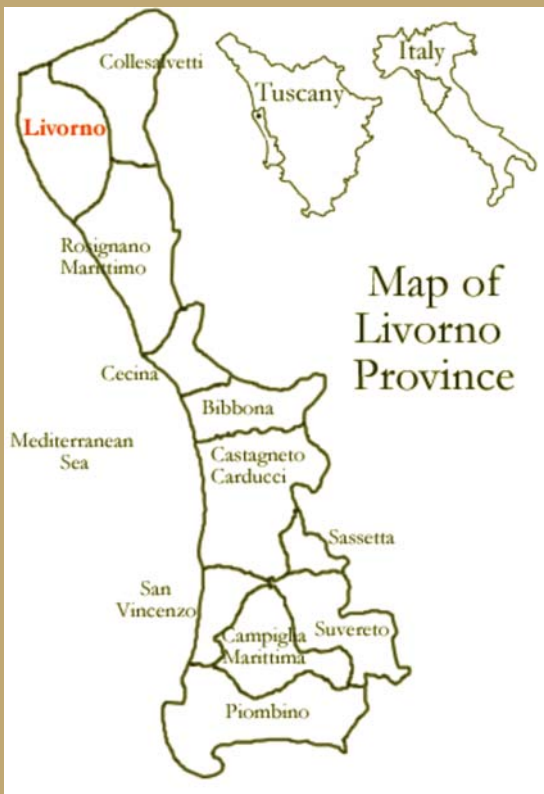 Collesalvetti
Tuscany
Italy
Livorno
Rosignano
Marittimo
Map of
Livorno
Province
Cecina
Bibbona
Mediterranean
Sea
Castagneto
Carducci
Sassetta
San
Vincenzo
Campiglia
Marittima
Suvereto
Piombino